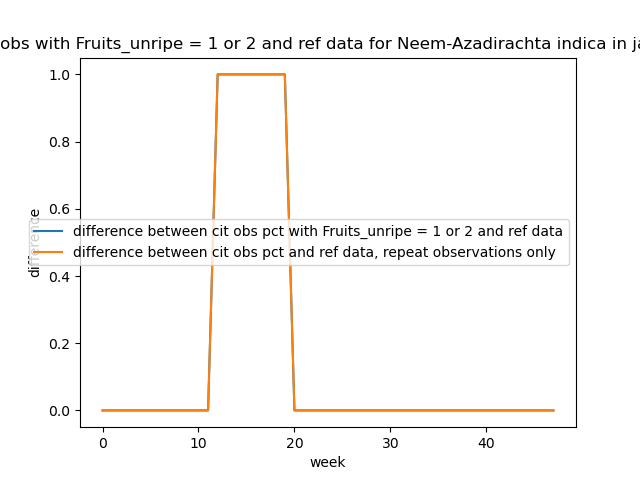 obs with Fruits_unripe = 1 or 2 and ref data for Neem-Azadirachta indica in
1.0
0.8
0.6
0.4
0.2
0.0
difference
difference between cit obs pct with Fruits_unripe = 1 or 2 and ref data
difference between cit obs pct and ref data, repeat observations only
0 10 20 30 40
week